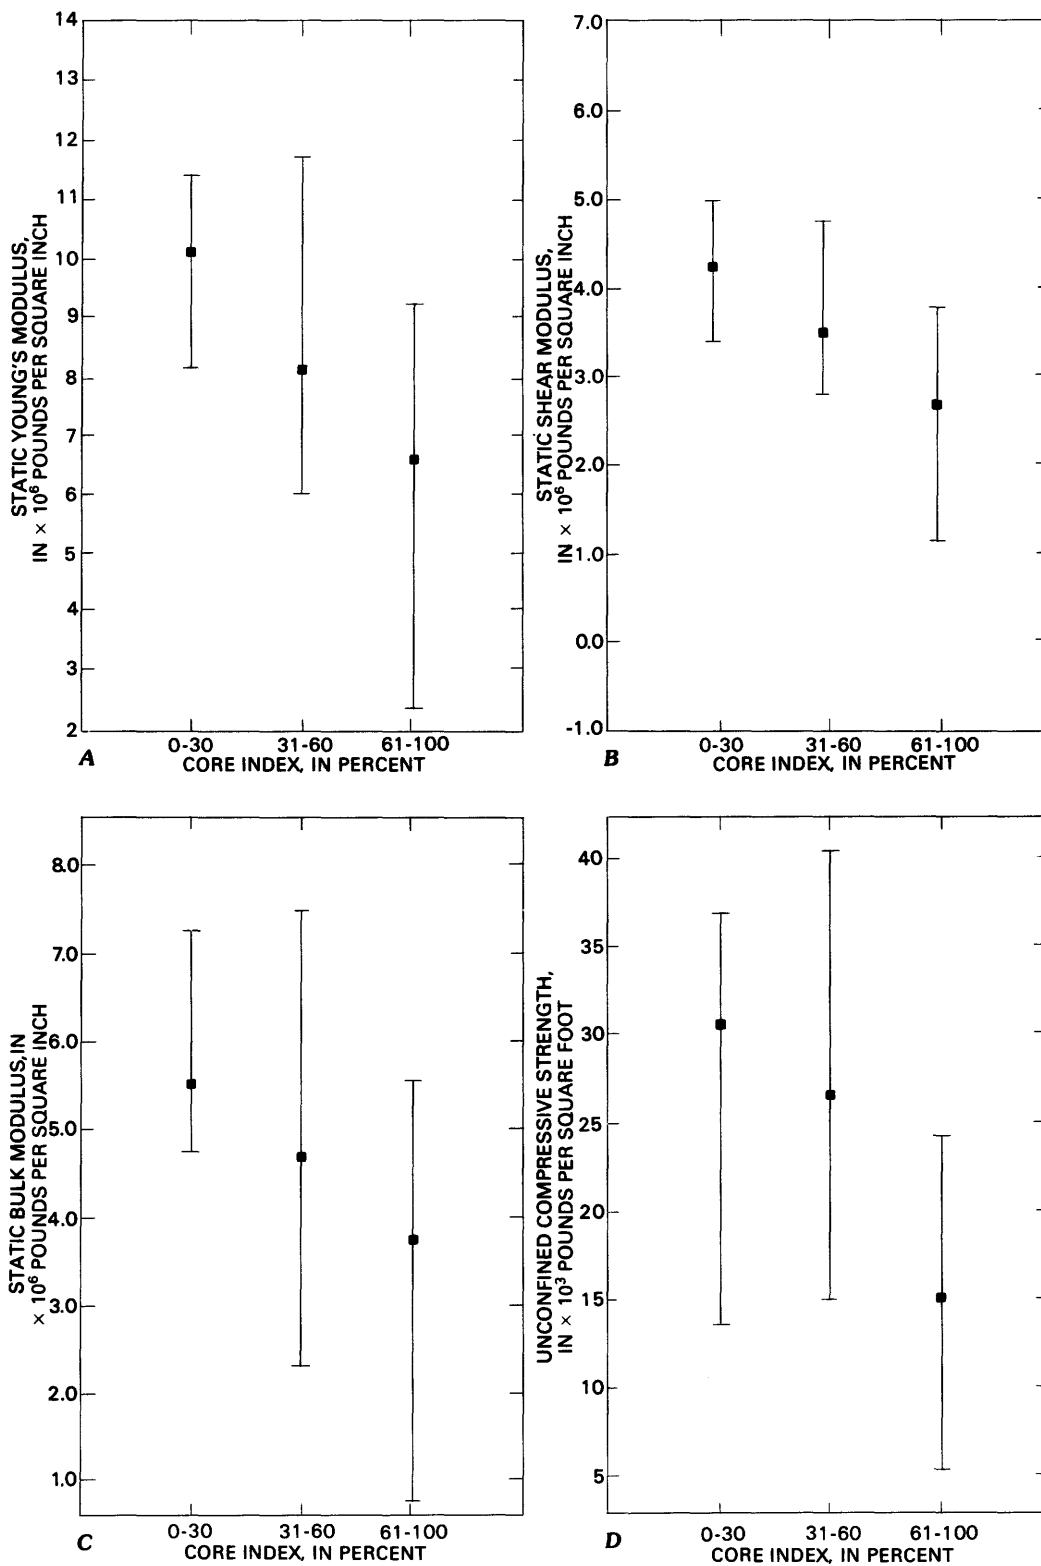 14
13
12
11
10
9
8
7
6
5
4
3
2
STATIC YOUNG'S MODULUS,
IN × 10⁶ POUNDS PER SQUARE INCH
0-30 31-60 61-100
A CORE INDEX, IN PERCENT
7.0
6.0
5.0
4.0
3.0
2.0
1.0
0.0
-1.0
STATIC SHEAR MODULUS,
IN × 10⁶ POUNDS PER SQUARE INCH
0-30 31-60 61-100
B CORE INDEX, IN PERCENT
8.0
7.0
6.0
5.0
4.0
3.0
2.0
1.0
STATIC BULK MODULUS, IN
× 10⁶ POUNDS PER SQUARE INCH
0-30 31-60 61-100
C CORE INDEX, IN PERCENT
40
35
30
25
20
15
10
5
UNCONFINED COMPRESSIVE STRENGTH,
IN × 10³ POUNDS PER SQUARE FOOT
0-30 31-60 61-100
D CORE INDEX, IN PERCENT